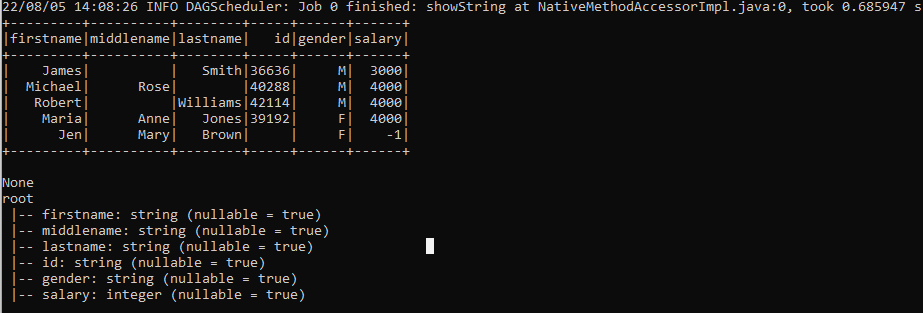 22/08/05 14:08:26 INFO DAGScheduler: Job 0 finished: showString at NativeMethodAccessorImpl.java:0, took 0.685947 s
+---------+----------+--------+-----+------+------+
|firstname|middlename|lastname|   id|gender|salary|
+---------+----------+--------+-----+------+------+
|    James|          |   Smith|36636|     M|  3000|
|  Michael|      Rose|        |40288|     M|  4000|
|   Robert|          |Williams|42114|     M|  4000|
|    Maria|      Anne|   Jones|39192|     F|  4000|
|      Jen|      Mary|   Brown|     |     F|    -1|
+---------+----------+--------+-----+------+------+
None
root
 |-- firstname: string (nullable = true)
 |-- middlename: string (nullable = true)
 |-- lastname: string (nullable = true)
 |-- id: string (nullable = true)
 |-- gender: string (nullable = true)
 |-- salary: integer (nullable = true)